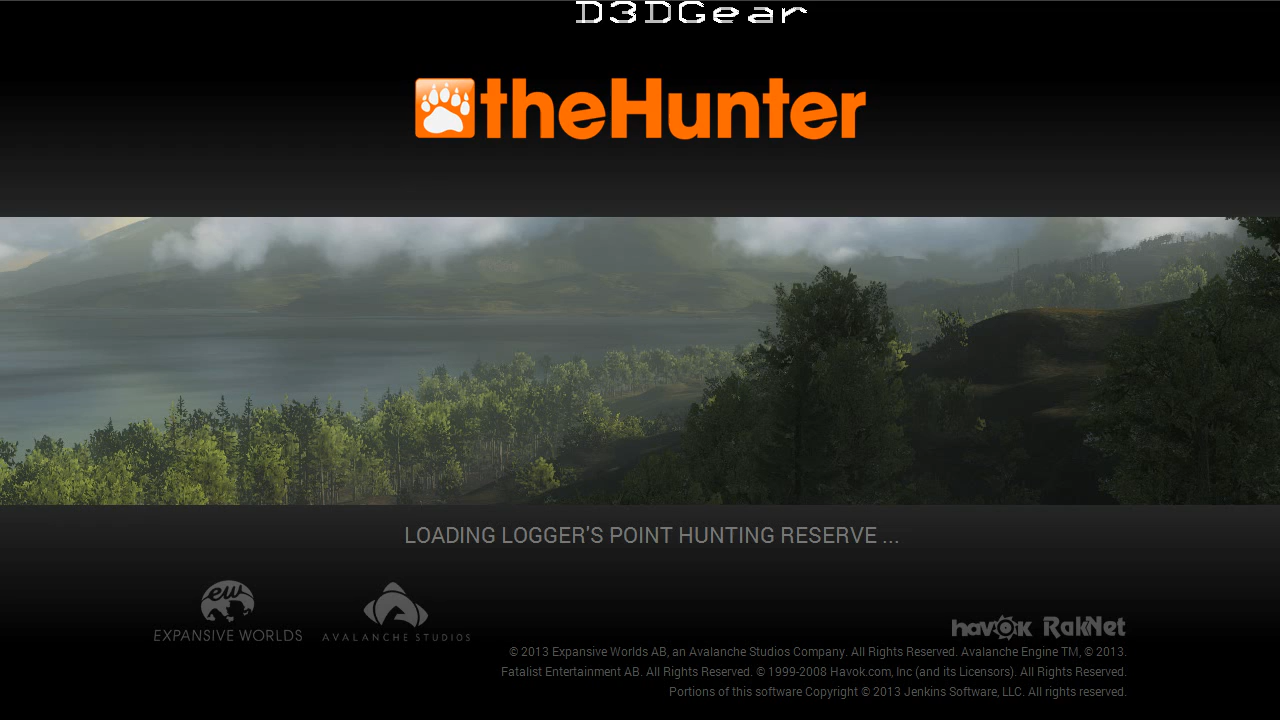 D3DGear
theHunter
LOADING LOGGER'S POINT HUNTING RESERVE ...
ew
EXPANSIVE WORLDS
AVALANCHE STUDIOS
havok RakNet
© 2013 Expansive Worlds AB, an Avalanche Studios Company. All Rights Reserved. Avalanche Engine TM, © 2013.
Fatalist Entertainment AB. All Rights Reserved. © 1999-2008 Havok.com, Inc (and its Licensors). All Rights Reserved.
Portions of this software Copyright © 2013 Jenkins Software, LLC. All rights reserved.